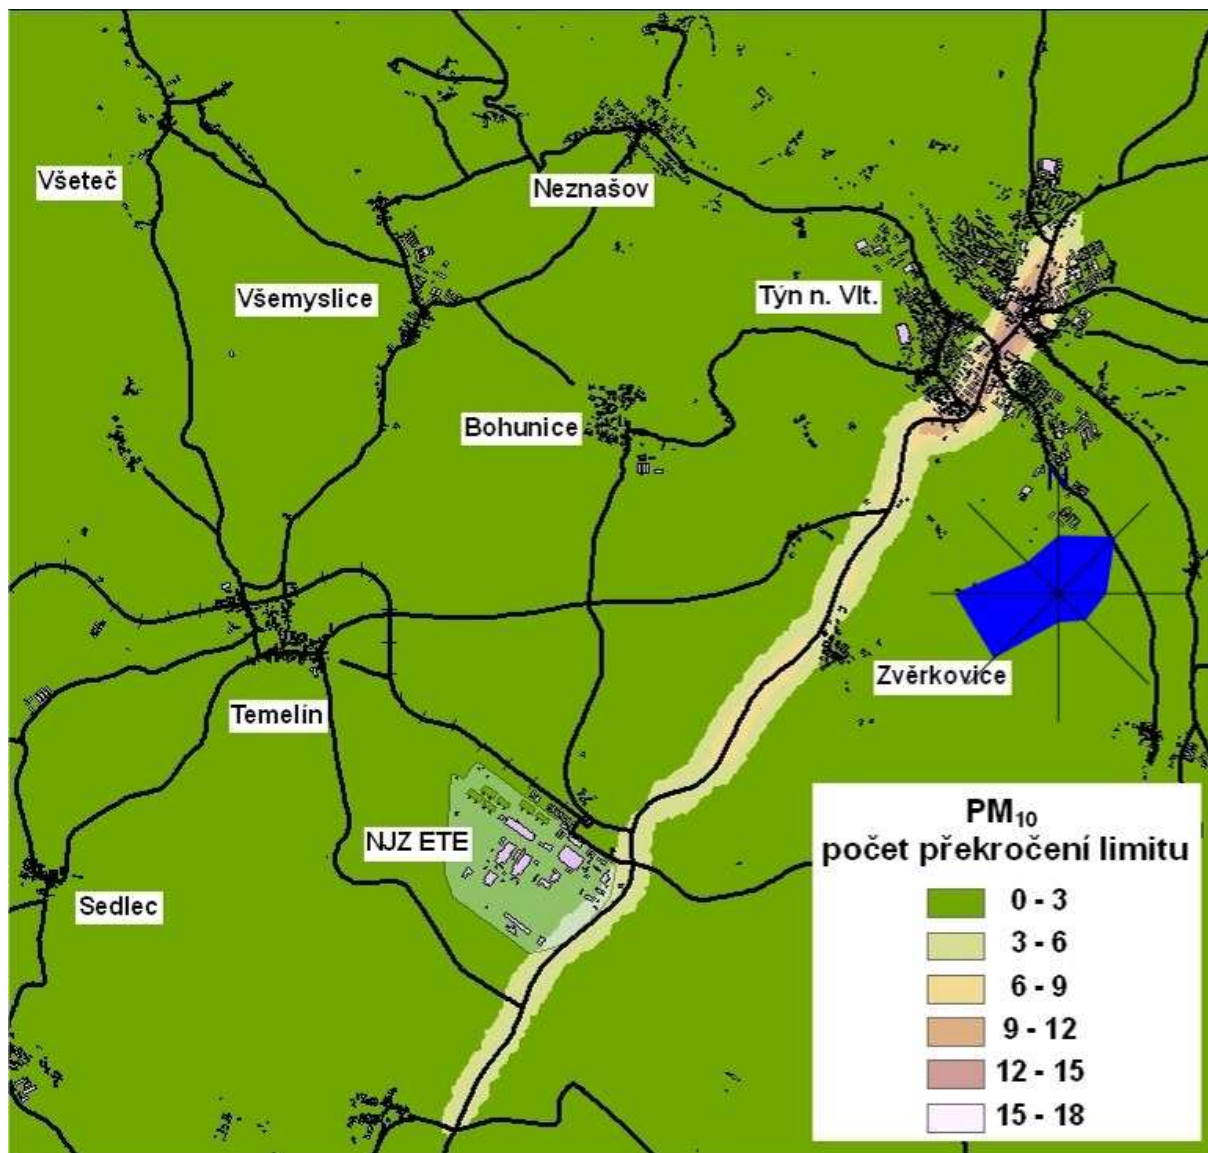 Všeteč
Neznašov
Všemyslice
Týn n. Vlt.
Bohunice
N
Zvěrkovice
Temelín
NJZ ETE
Sedlec
PM₁₀
počet překročení limitu
0 - 3
3 - 6
6 - 9
9 - 12
12 - 15
15 - 18